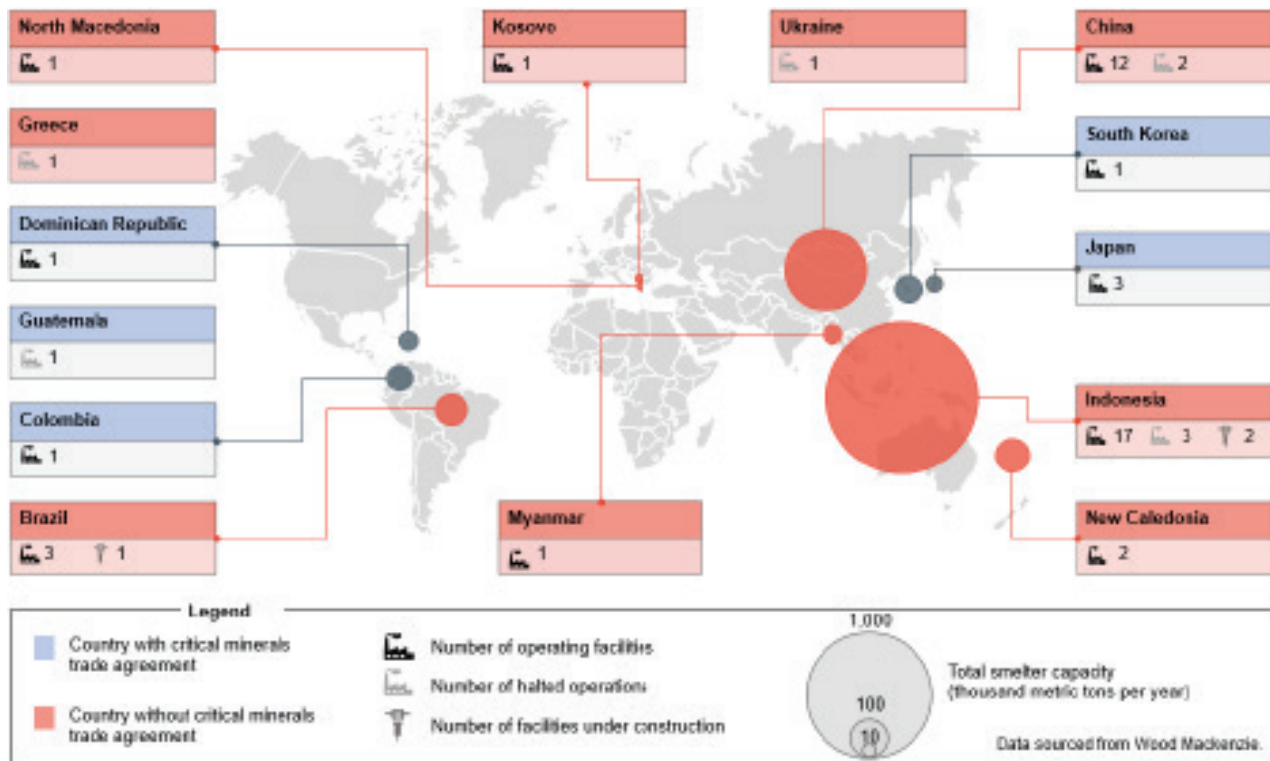 North Macedonia
1
Kosovo
1
Ukraine
1
China
12 2
Greece
1
South Korea
1
Dominican Republic
1
Japan
3
Guatemala
1
Colombia
1
Indonesia
17 3 2
Brazil
3 1
Myanmar
1
New Caledonia
2
Legend
Country with critical minerals
trade agreement
Country without critical minerals
trade agreement
Number of operating facilities
Number of halted operations
Number of facilities under construction
1,000
100
10
Total smelter capacity
(thousand metric tons per year)
Data sourced from Wood Mackenzie.